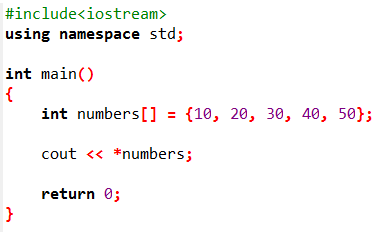 #include<iostream>
using namespace std;
int main()
{
int numbers[] = {10, 20, 30, 40, 50};
cout << *numbers;
return 0;
}